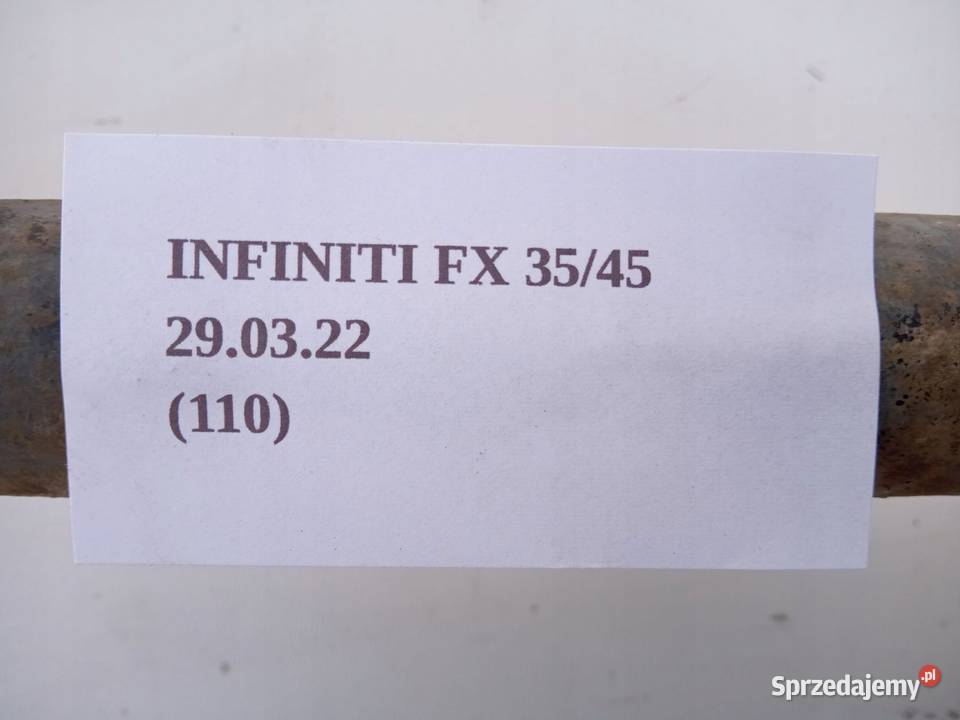 INFINITI FX 35/45
29.03.22
(110)
Sprzedajemy.pl